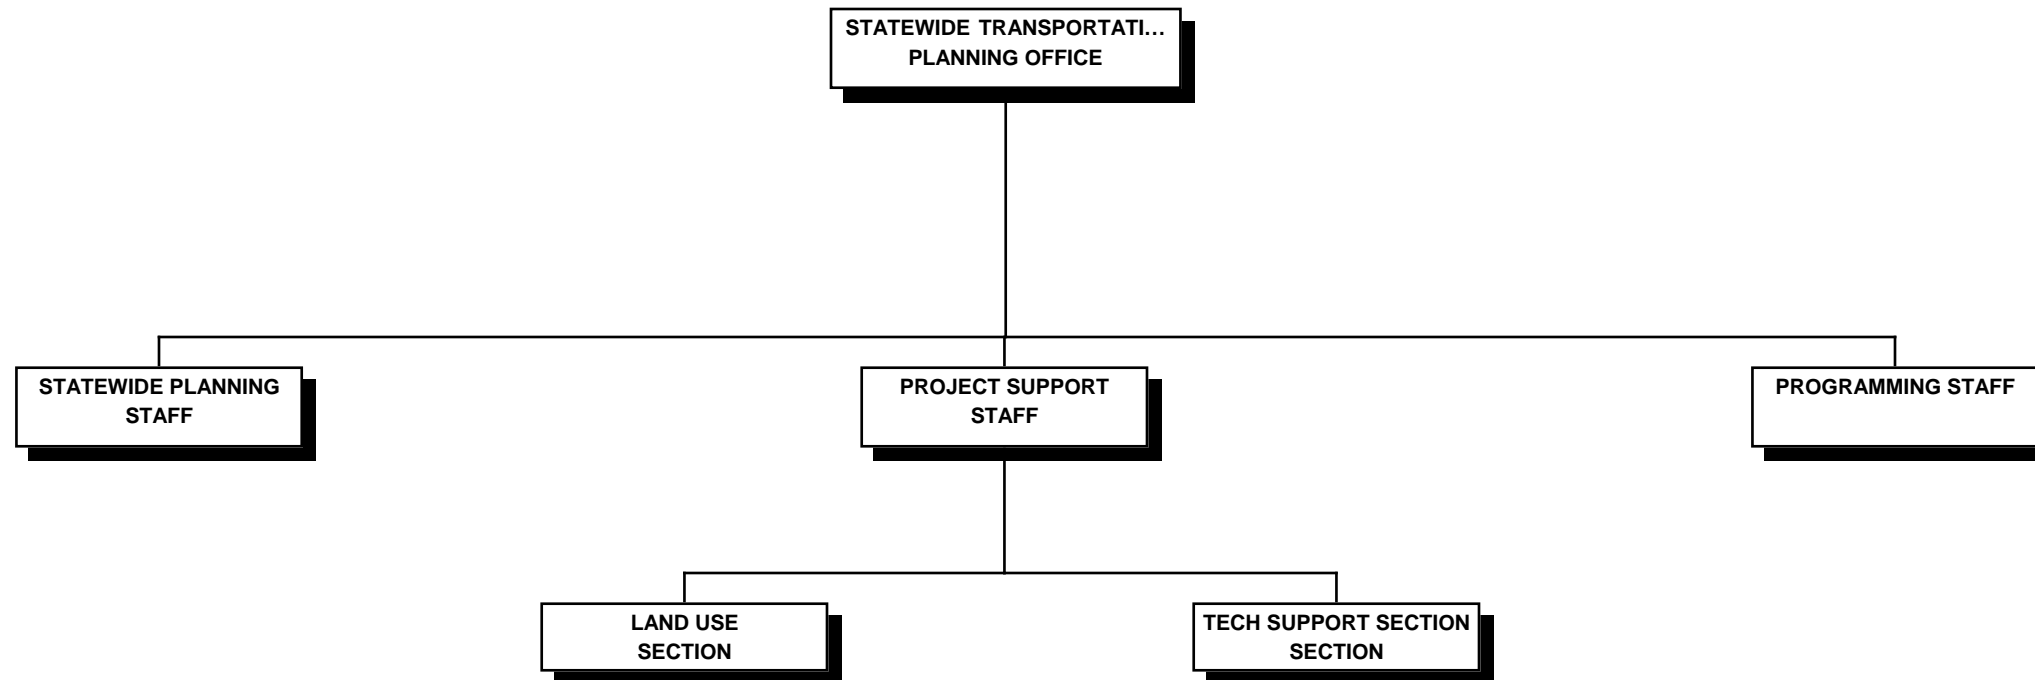 STATEWIDE TRANSPORTATI...
PLANNING OFFICE
STATEWIDE PLANNING
STAFF
PROJECT SUPPORT
STAFF
PROGRAMMING STAFF
LAND USE
SECTION
TECH SUPPORT SECTION
SECTION